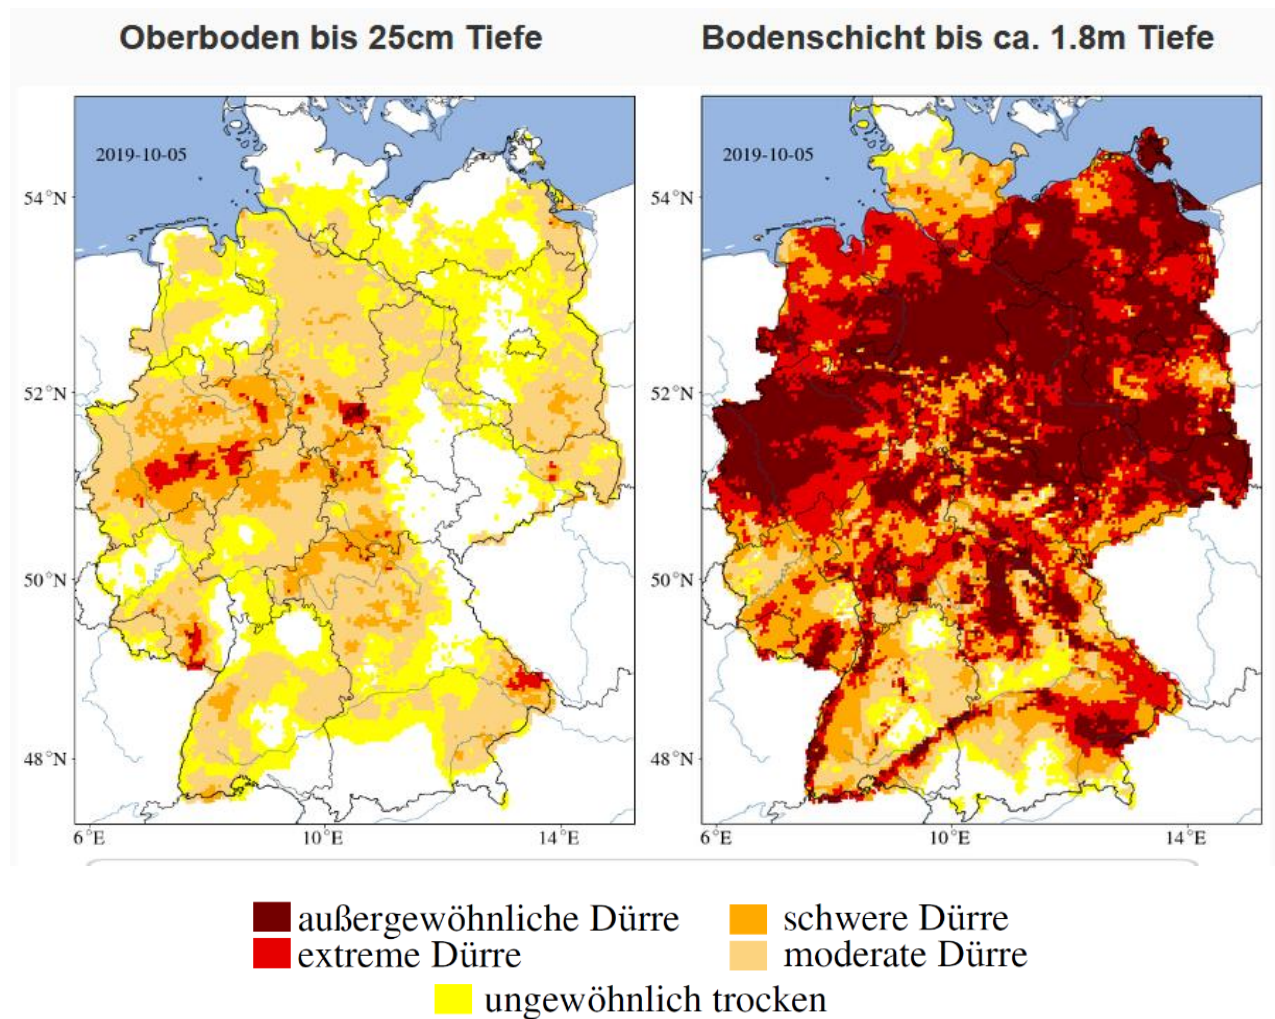 Oberboden bis 25cm Tiefe
Bodenschicht bis ca. 1.8m Tiefe
2019-10-05
2019-10-05
54°N
54°N
52°N
52°N
50°N
50°N
48°N
48°N
6°E
10°E
14°E
6°E
10°E
14°E
außergewöhnliche Dürre
schwere Dürre
extreme Dürre
moderate Dürre
ungewöhnlich trocken